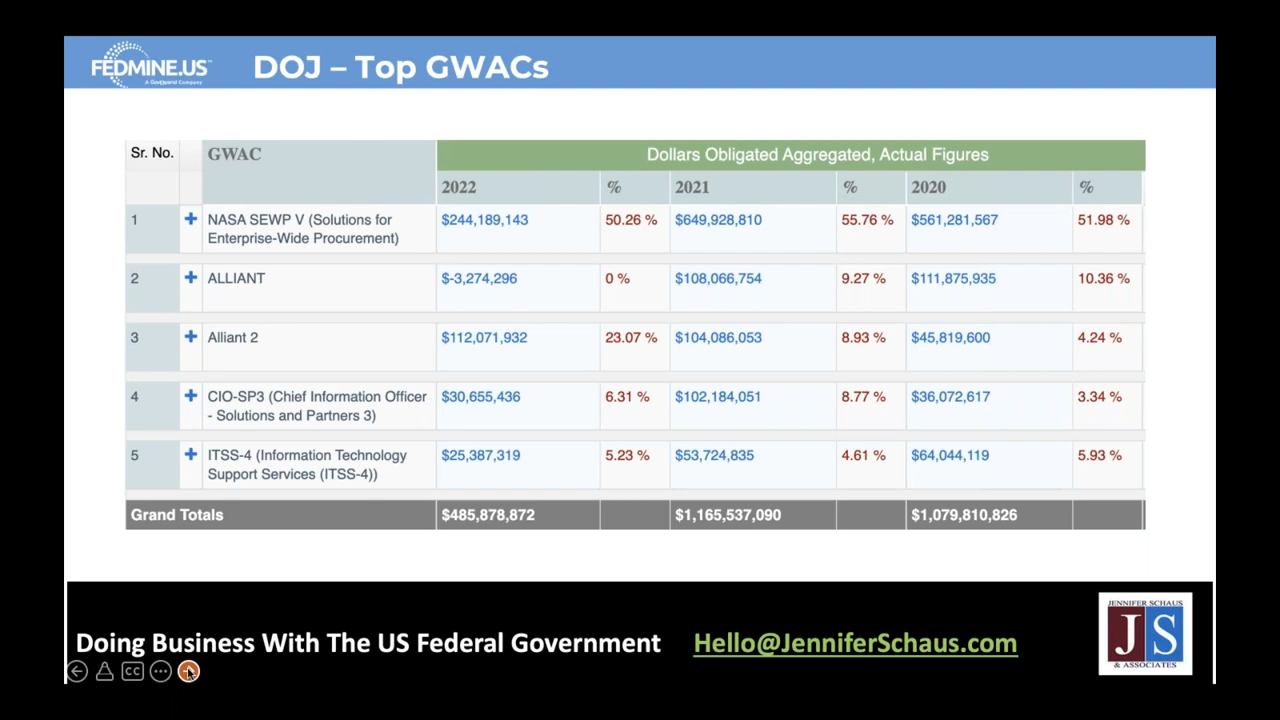 FEDMINE.US™
A GovSpend Company
DOJ – Top GWACs
Sr. No. GWAC Dollars Obligated Aggregated, Actual Figures
2022 % 2021 % 2020 %
1 + NASA SEWP V (Solutions for Enterprise-Wide Procurement) $244,189,143 50.26 % $649,928,810 55.76 % $561,281,567 51.98 %
2 + ALLIANT $-3,274,296 0 % $108,066,754 9.27 % $111,875,935 10.36 %
3 + Alliant 2 $112,071,932 23.07 % $104,086,053 8.93 % $45,819,600 4.24 %
4 + CIO-SP3 (Chief Information Officer - Solutions and Partners 3) $30,655,436 6.31 % $102,184,051 8.77 % $36,072,617 3.34 %
5 + ITSS-4 (Information Technology Support Services (ITSS-4)) $25,387,319 5.23 % $53,724,835 4.61 % $64,044,119 5.93 %
Grand Totals $485,878,872 $1,165,537,090 $1,079,810,826
Doing Business With The US Federal Government Hello@JenniferSchaus.com
JENNIFER SCHAUS
J S
& ASSOCIATES
CC